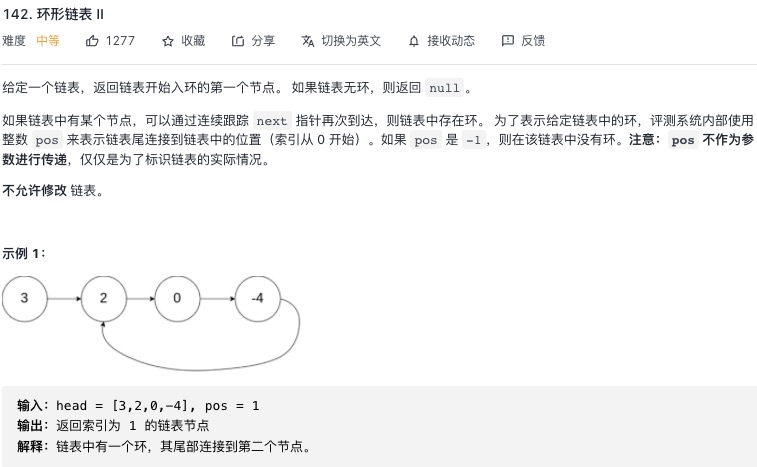 142. 环形链表 II
难度 中等 1277 收藏 分享 切换为英文 接收动态 反馈
给定一个链表，返回链表开始入环的第一个节点。 如果链表无环，则返回 null。
如果链表中有某个节点，可以通过连续跟踪 next 指针再次到达，则链表中存在环。 为了表示给定链表中的环，评测系统内部使用
整数 pos 来表示链表尾连接到链表中的位置（索引从 0 开始）。如果 pos 是 -1，则在该链表中没有环。注意：pos 不作为参
数进行传递，仅仅是为了标识链表的实际情况。
不允许修改 链表。
示例 1：
3 2 0 -4
输入：head = [3,2,0,-4], pos = 1
输出：返回索引为 1 的链表节点
解释：链表中有一个环，其尾部连接到第二个节点。